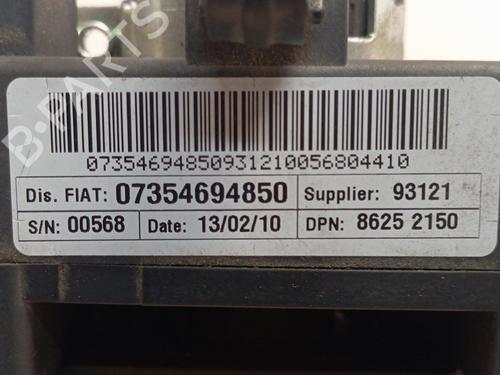 B-PARTS
07354694850931210056804410
Dis. FIAT: 07354694850 Supplier: 93121
S/N: 00568 Date: 13/02/10 DPN: 8625 2150